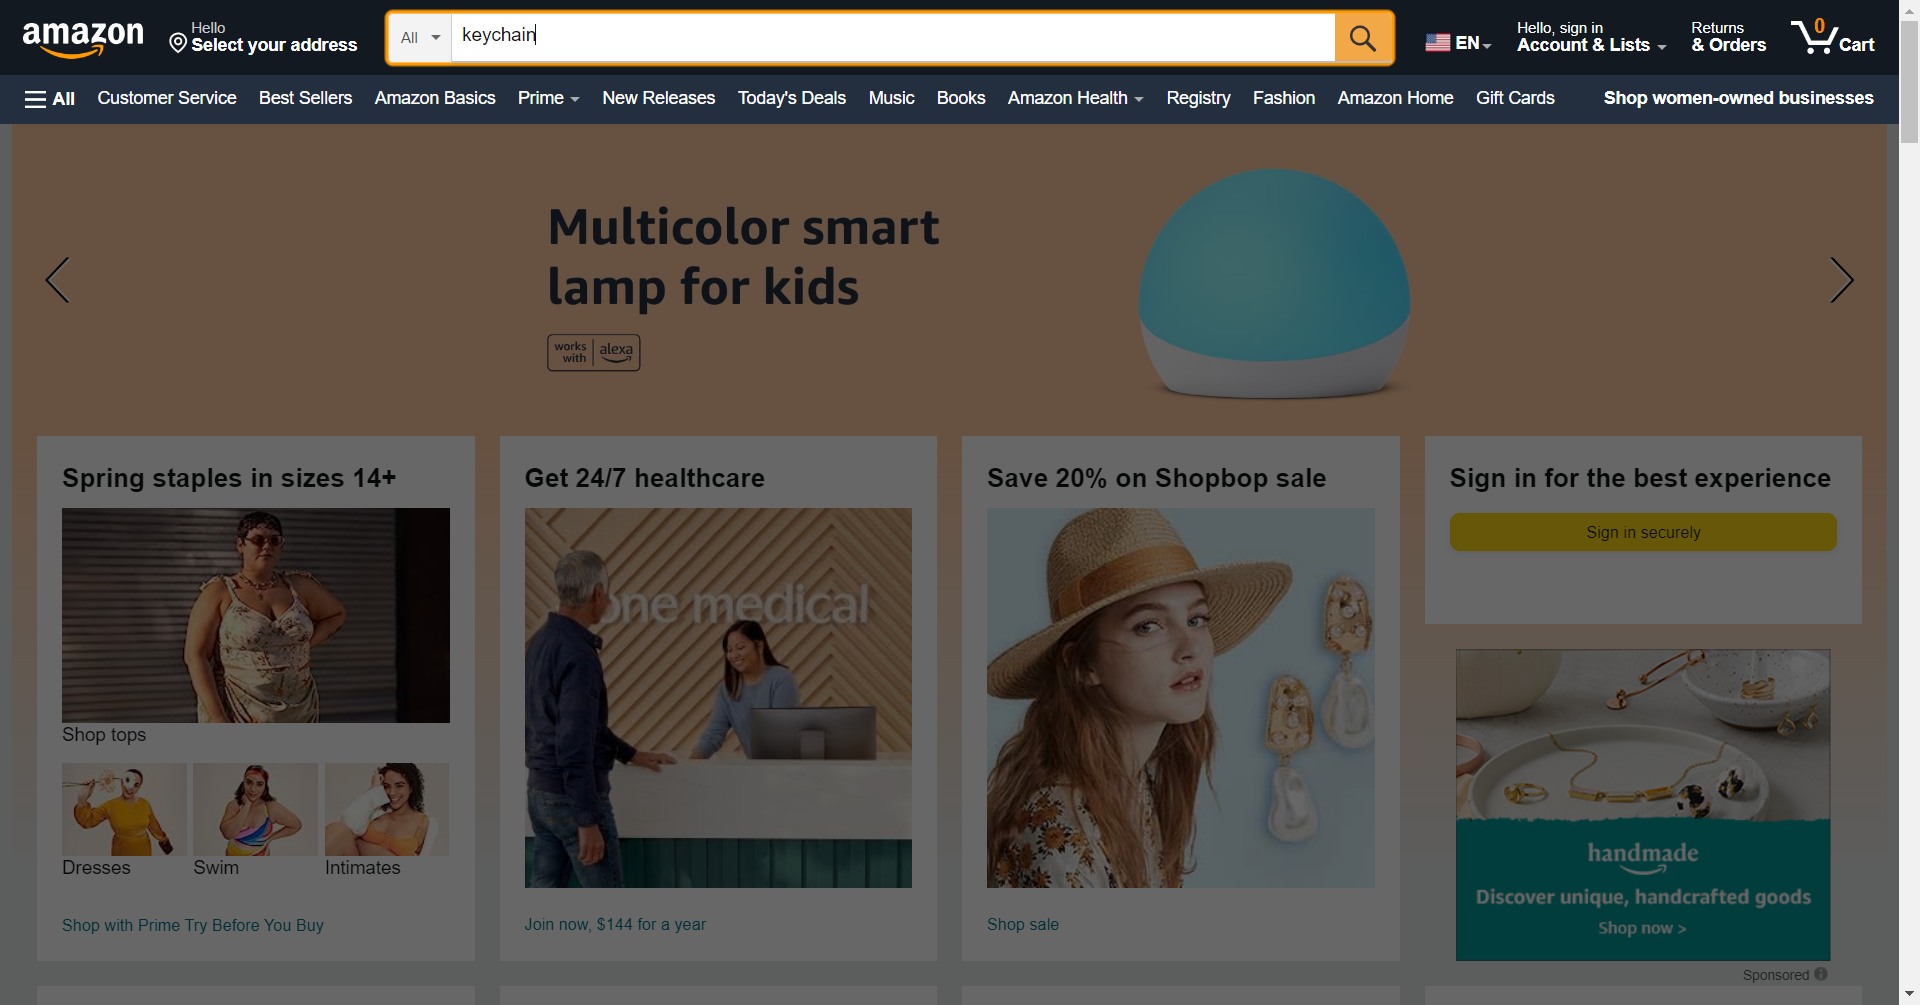 amazon
Hello
Select your address
All
keychain
EN
Hello, sign in
Account & Lists
Returns
& Orders
0
Cart
All
Customer Service
Best Sellers
Amazon Basics
Prime
New Releases
Today's Deals
Music
Books
Amazon Health
Registry
Fashion
Amazon Home
Gift Cards
Shop women-owned businesses
Multicolor smart
lamp for kids
works
with
alexa
Spring staples in sizes 14+
Shop tops
Dresses
Swim
Intimates
Shop with Prime Try Before You Buy
Get 24/7 healthcare
one medical
Join now, $144 for a year
Save 20% on Shopbop sale
Shop sale
Sign in for the best experience
Sign in securely
handmade
Discover unique, handcrafted goods
Shop now >
Sponsored